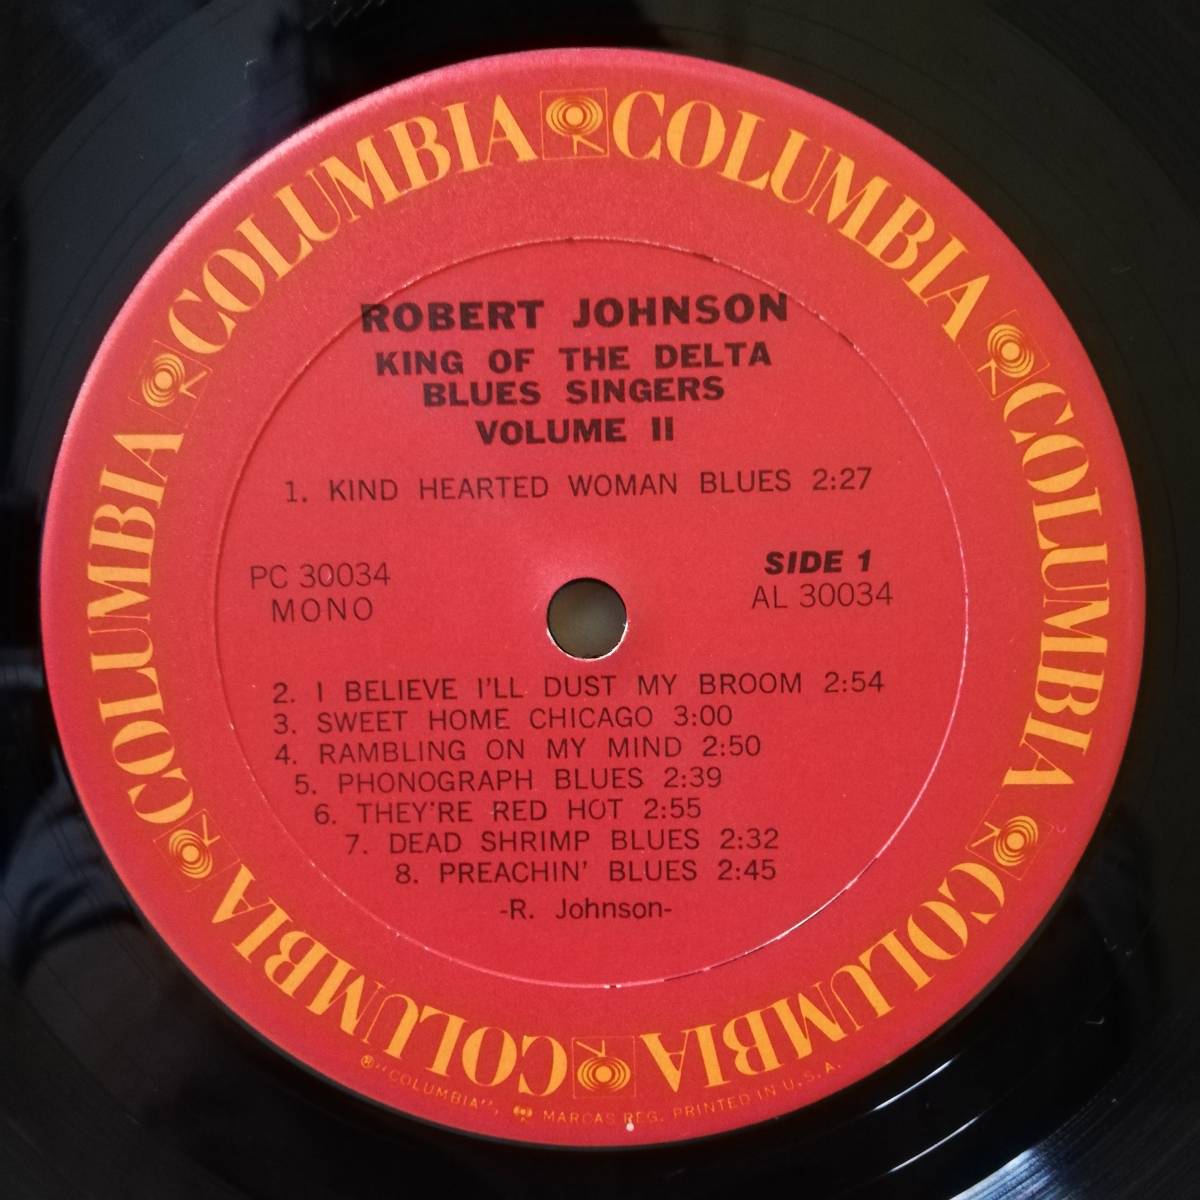 COLUMBIA COLUMBIA COLUMBIA COLUMBIA COLUMBIA COLUMBIA
ROBERT JOHNSON
KING OF THE DELTA
BLUES SINGERS
VOLUME II
1. KIND HEARTED WOMAN BLUES 2:27
PC 30034
MONO
SIDE 1
AL 30034
2. I BELIEVE I'LL DUST MY BROOM 2:54
3. SWEET HOME CHICAGO 3:00
4. RAMBLING ON MY MIND 2:50
5. PHONOGRAPH BLUES 2:39
6. THEY'RE RED HOT 2:55
7. DEAD SHRIMP BLUES 2:32
8. PREACHIN' BLUES 2:45
-R. Johnson-
® "COLUMBIA", MARCAS REG. PRINTED IN U.S.A.